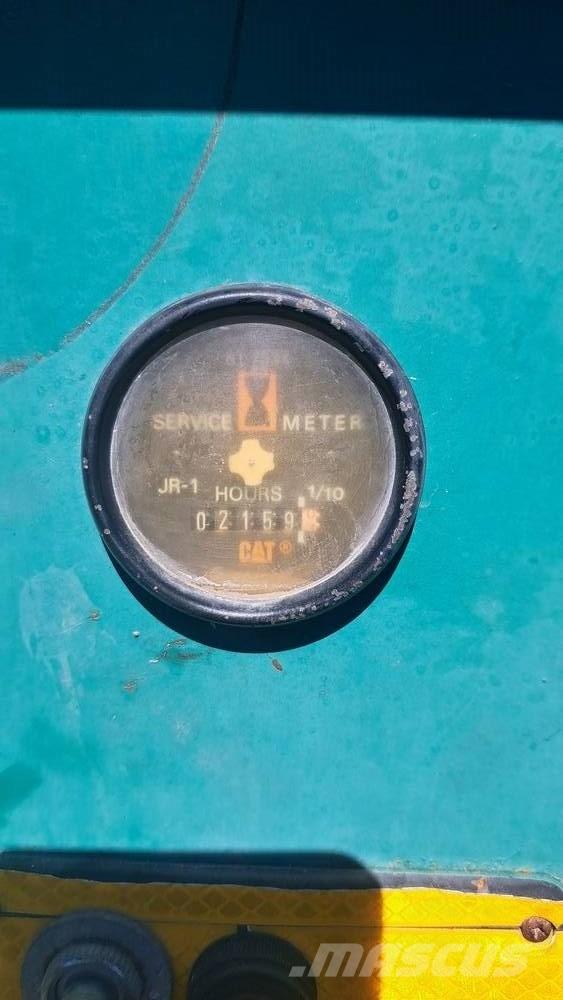 SERVICE METER
JR-1 HOURS 1/10
02159
CAT®
MASCUS